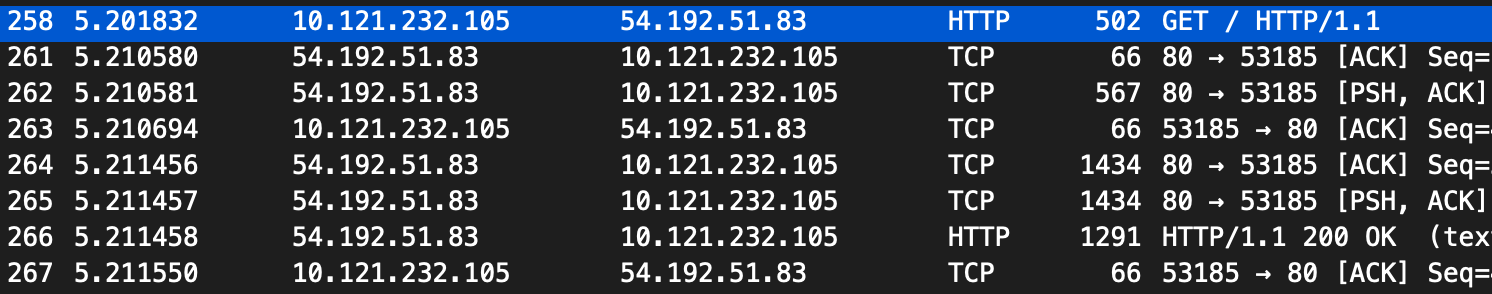 258 5.201832 10.121.232.105 54.192.51.83 HTTP 502 GET / HTTP/1.1
261 5.210580 54.192.51.83 10.121.232.105 TCP 66 80 → 53185 [ACK] Seq=
262 5.210581 54.192.51.83 10.121.232.105 TCP 567 80 → 53185 [PSH, ACK]
263 5.210694 10.121.232.105 54.192.51.83 TCP 66 53185 → 80 [ACK] Seq=
264 5.211456 54.192.51.83 10.121.232.105 TCP 1434 80 → 53185 [ACK] Seq=
265 5.211457 54.192.51.83 10.121.232.105 TCP 1434 80 → 53185 [PSH, ACK]
266 5.211458 54.192.51.83 10.121.232.105 HTTP 1291 HTTP/1.1 200 OK (tex
267 5.211550 10.121.232.105 54.192.51.83 TCP 66 53185 → 80 [ACK] Seq=